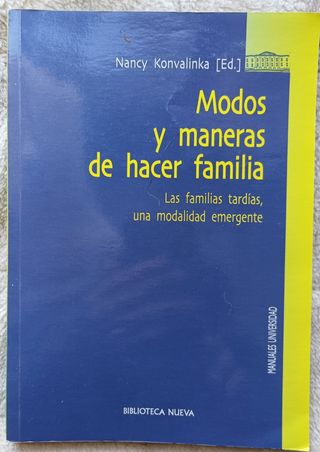 Nancy Konvalinka [Ed.]
Modos
y maneras
de hacer familia
Las familias tardías,
una modalidad emergente
MANUALES UNIVERSIDAD
BIBLIOTECA NUEVA